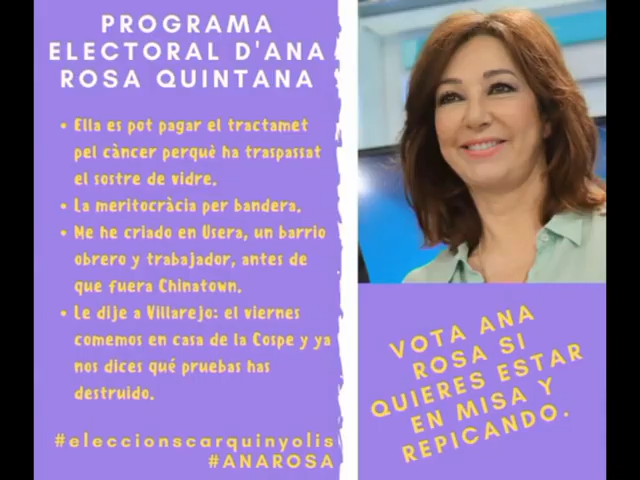 PROGRAMA
ELECTORAL D'ANA
ROSA QUINTANA
• Ella es pot pagar el tractamet
pel càncer perquè ha traspassat
el sostre de vidre.
• La meritocràcia per bandera.
• Me he criado en Usera, un barrio
obrero y trabajador, antes de
que fuera Chinatown.
• Le dije a Villarejo: el viernes
comemos en casa de la Cospe y ya
nos dices qué pruebas has
destruido.
#eleccionscarquinyolis
#ANAROSA
VOTA ANA
ROSA SI
QUIERES ESTAR
EN MISA Y
REPICANDO.